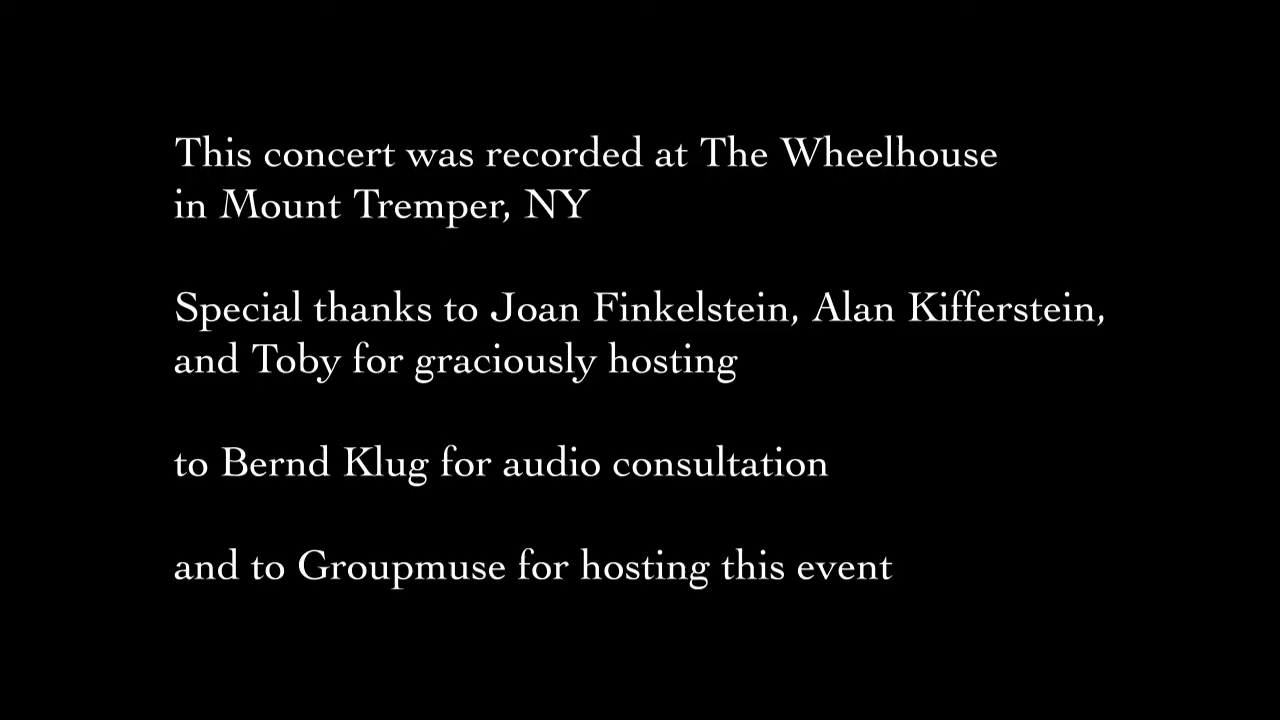 This concert was recorded at The Wheelhouse
in Mount Tremper, NY
Special thanks to Joan Finkelstein, Alan Kifferstein,
and Toby for graciously hosting
to Bernd Klug for audio consultation
and to Groupmuse for hosting this event